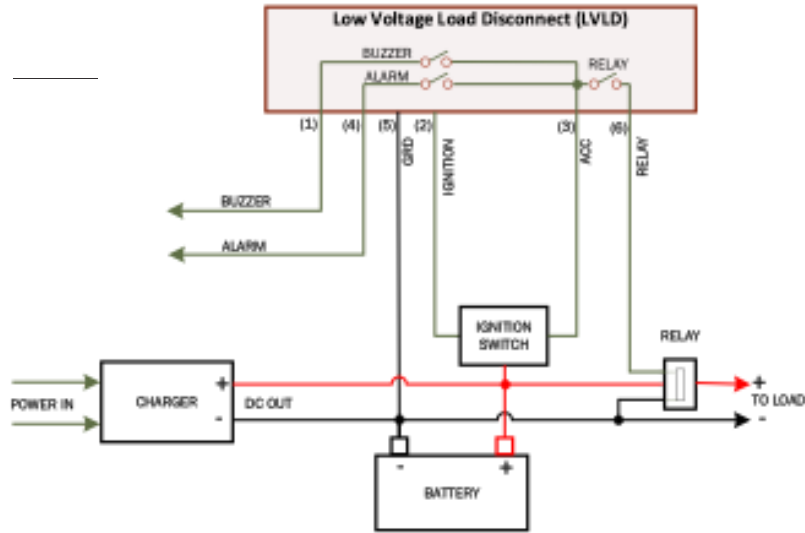 Low Voltage Load Disconnect (LVLD)
BUZZER
ALARM
RELAY
(1) (4) (5) (2) (3) (6)
GRD
IGNITION
ACC
RELAY
BUZZER
ALARM
IGNITION
SWITCH
RELAY
POWER IN
CHARGER
+
-
DC OUT
+
TO LOAD
-
- +
BATTERY